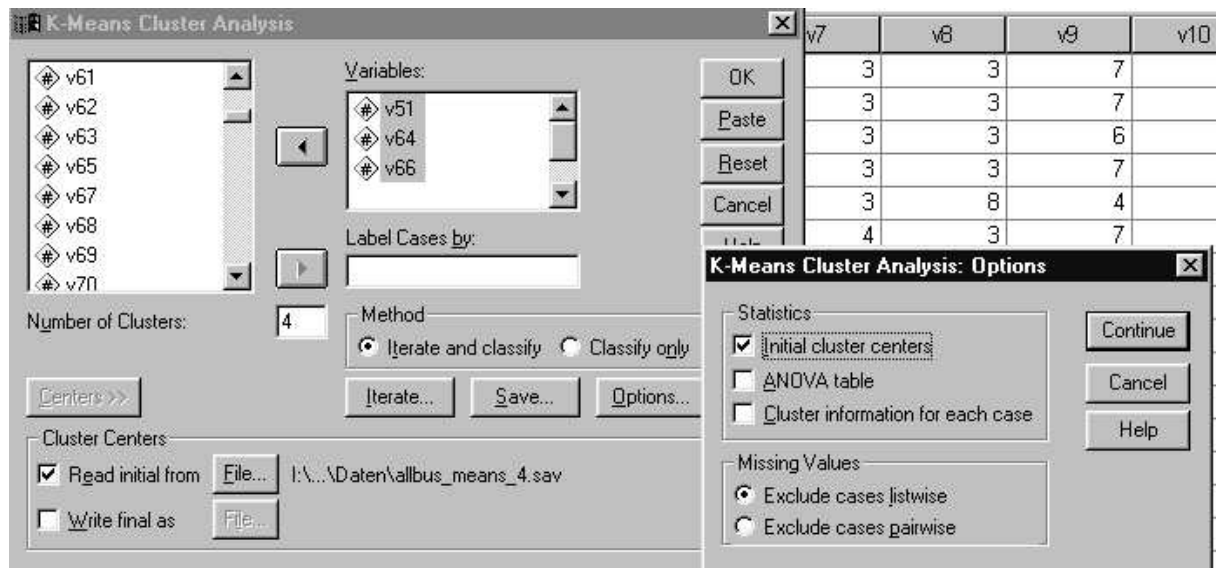 K-Means Cluster Analysis
v61
v62
v63
v65
v67
v68
v69
v70
Number of Clusters: 4
Variables:
v51
v64
v66
Label Cases by:
Method
Iterate and classify Classify only
Iterate... Save... Options...
Centers >>
Cluster Centers
Read initial from File... I:\...\Daten\allbus_means_4.sav
Write final as File...
OK
Paste
Reset
Cancel
Help
v7 v8 v9 v10
3 3 7
3 3 7
3 3 6
3 3 7
3 8 4
4 3 7
K-Means Cluster Analysis: Options
Statistics
Initial cluster centers
ANOVA table
Cluster information for each case
Missing Values
Exclude cases listwise
Exclude cases pairwise
Continue
Cancel
Help